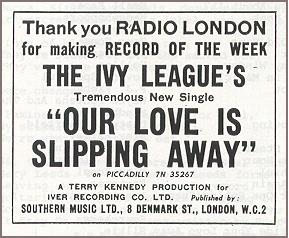 Thank you RADIO LONDON
for making RECORD OF THE WEEK
THE IVY LEAGUE'S
Tremendous New Single
"OUR LOVE IS
SLIPPING AWAY"
on PICCADILLY 7N 35267
A TERRY KENNEDY PRODUCTION for
IVER RECORDING CO. LTD. Published by:
SOUTHERN MUSIC LTD., 8 DENMARK ST., LONDON, W.C.2